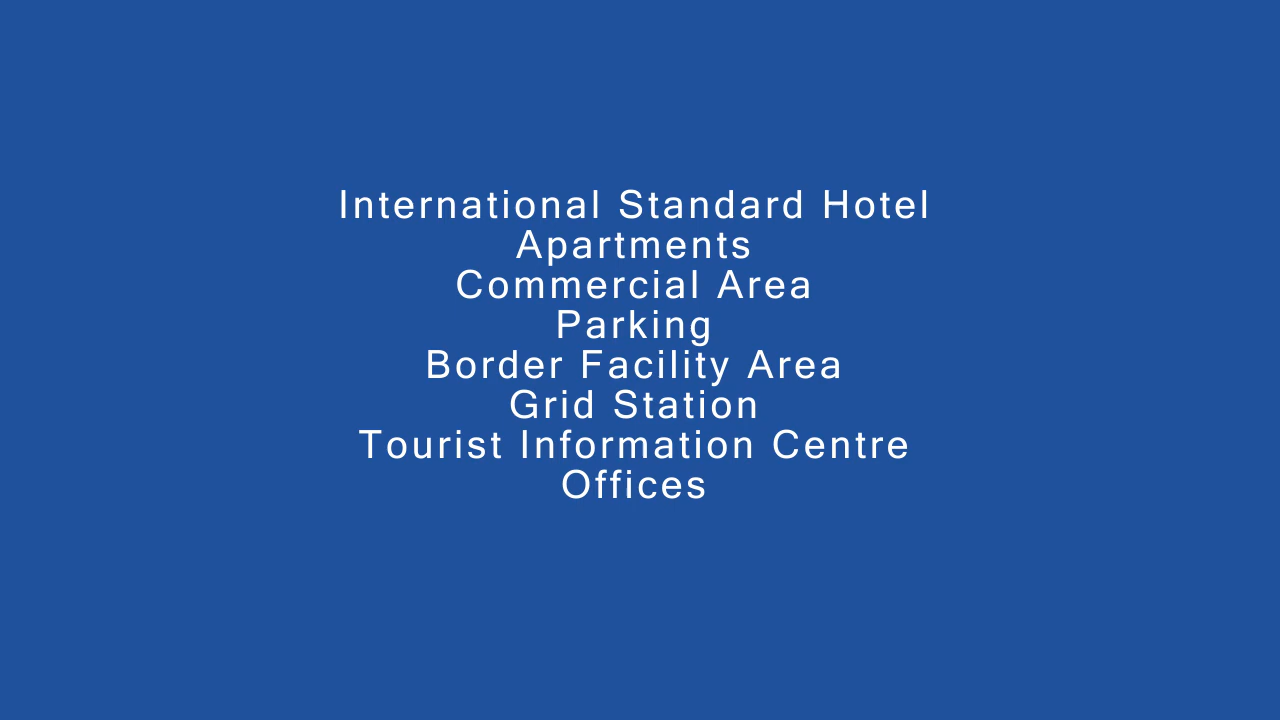 International Standard Hotel
Apartments
Commercial Area
Parking
Border Facility Area
Grid Station
Tourist Information Centre
Offices